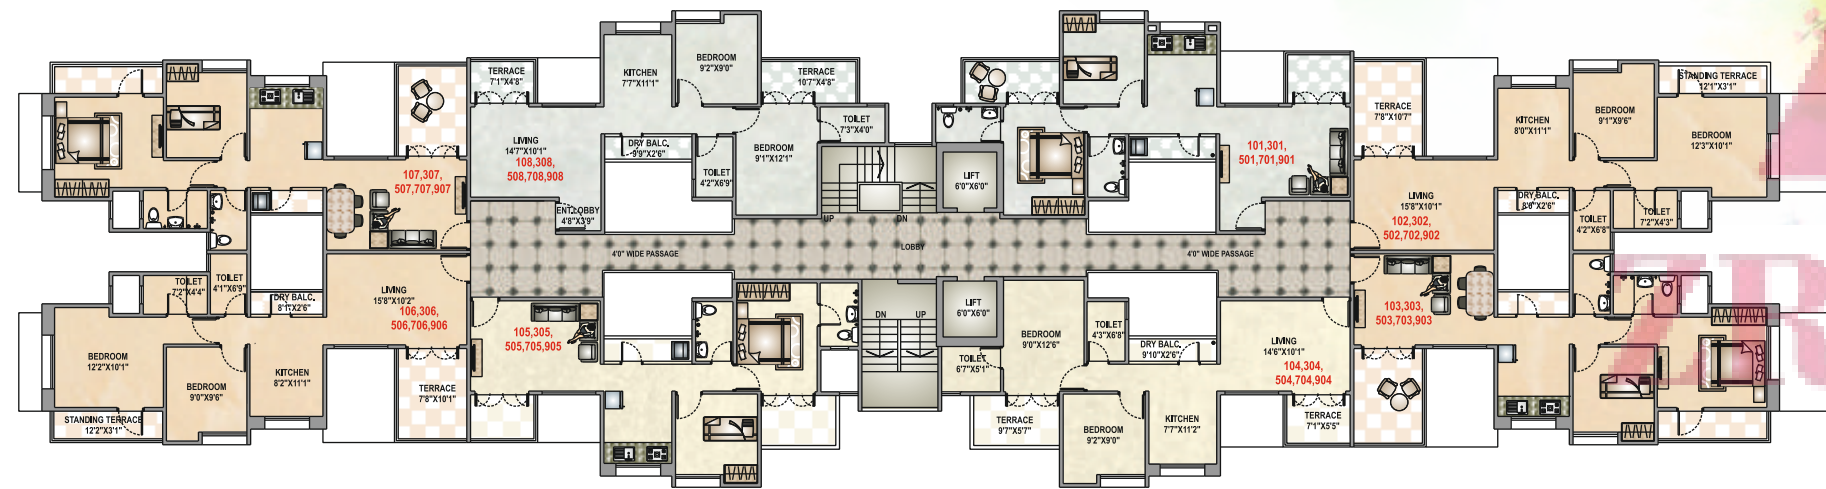 TERRACE
7'1"X4'8"
KITCHEN
7'7"X11'1"
BEDROOM
9'2"X9'0"
TERRACE
10'7"X4'8"
LIVING
14'7"X10'1"
108,308,
508,708,908
DRY BALC.
9'9"X2'6"
TOILET
4'2"X6'9"
BEDROOM
9'1"X12'1"
TOILET
7'3"X4'0"
ENT.LOBBY
4'8"X3'9"
107,307,
507,707,907
UP
DN
LIFT
6'0"X6'0"
101,301,
501,701,901
TERRACE
7'8"X10'7"
KITCHEN
8'0"X11'1"
BEDROOM
9'1"X9'6"
STANDING TERRACE
12'1"X3'1"
BEDROOM
12'3"X10'1"
LIVING
15'8"X10'1"
102,302,
502,702,902
DRY BALC.
8'0"X2'6"
TOILET
4'2"X6'8"
TOILET
7'2"X4'3"
4'0" WIDE PASSAGE
LOBBY
4'0" WIDE PASSAGE
TOILET
7'2"X4'4"
TOILET
4'1"X6'9"
DRY BALC.
8'1"X2'6"
LIVING
15'8"X10'2"
106,306,
506,706,906
BEDROOM
12'2"X10'1"
BEDROOM
9'0"X9'6"
KITCHEN
8'2"X11'1"
TERRACE
7'8"X10'1"
STANDING TERRACE
12'2"X3'1"
105,305,
505,705,905
DN
UP
LIFT
6'0"X6'0"
TOILET
6'7"X5'1"
BEDROOM
9'0"X12'6"
TOILET
4'3"X6'8"
DRY BALC.
9'10"X2'6"
LIVING
14'6"X10'1"
104,304,
504,704,904
TERRACE
9'7"X5'7"
BEDROOM
9'2"X9'0"
KITCHEN
7'7"X11'2"
TERRACE
7'1"X5'5"
103,303,
503,703,903